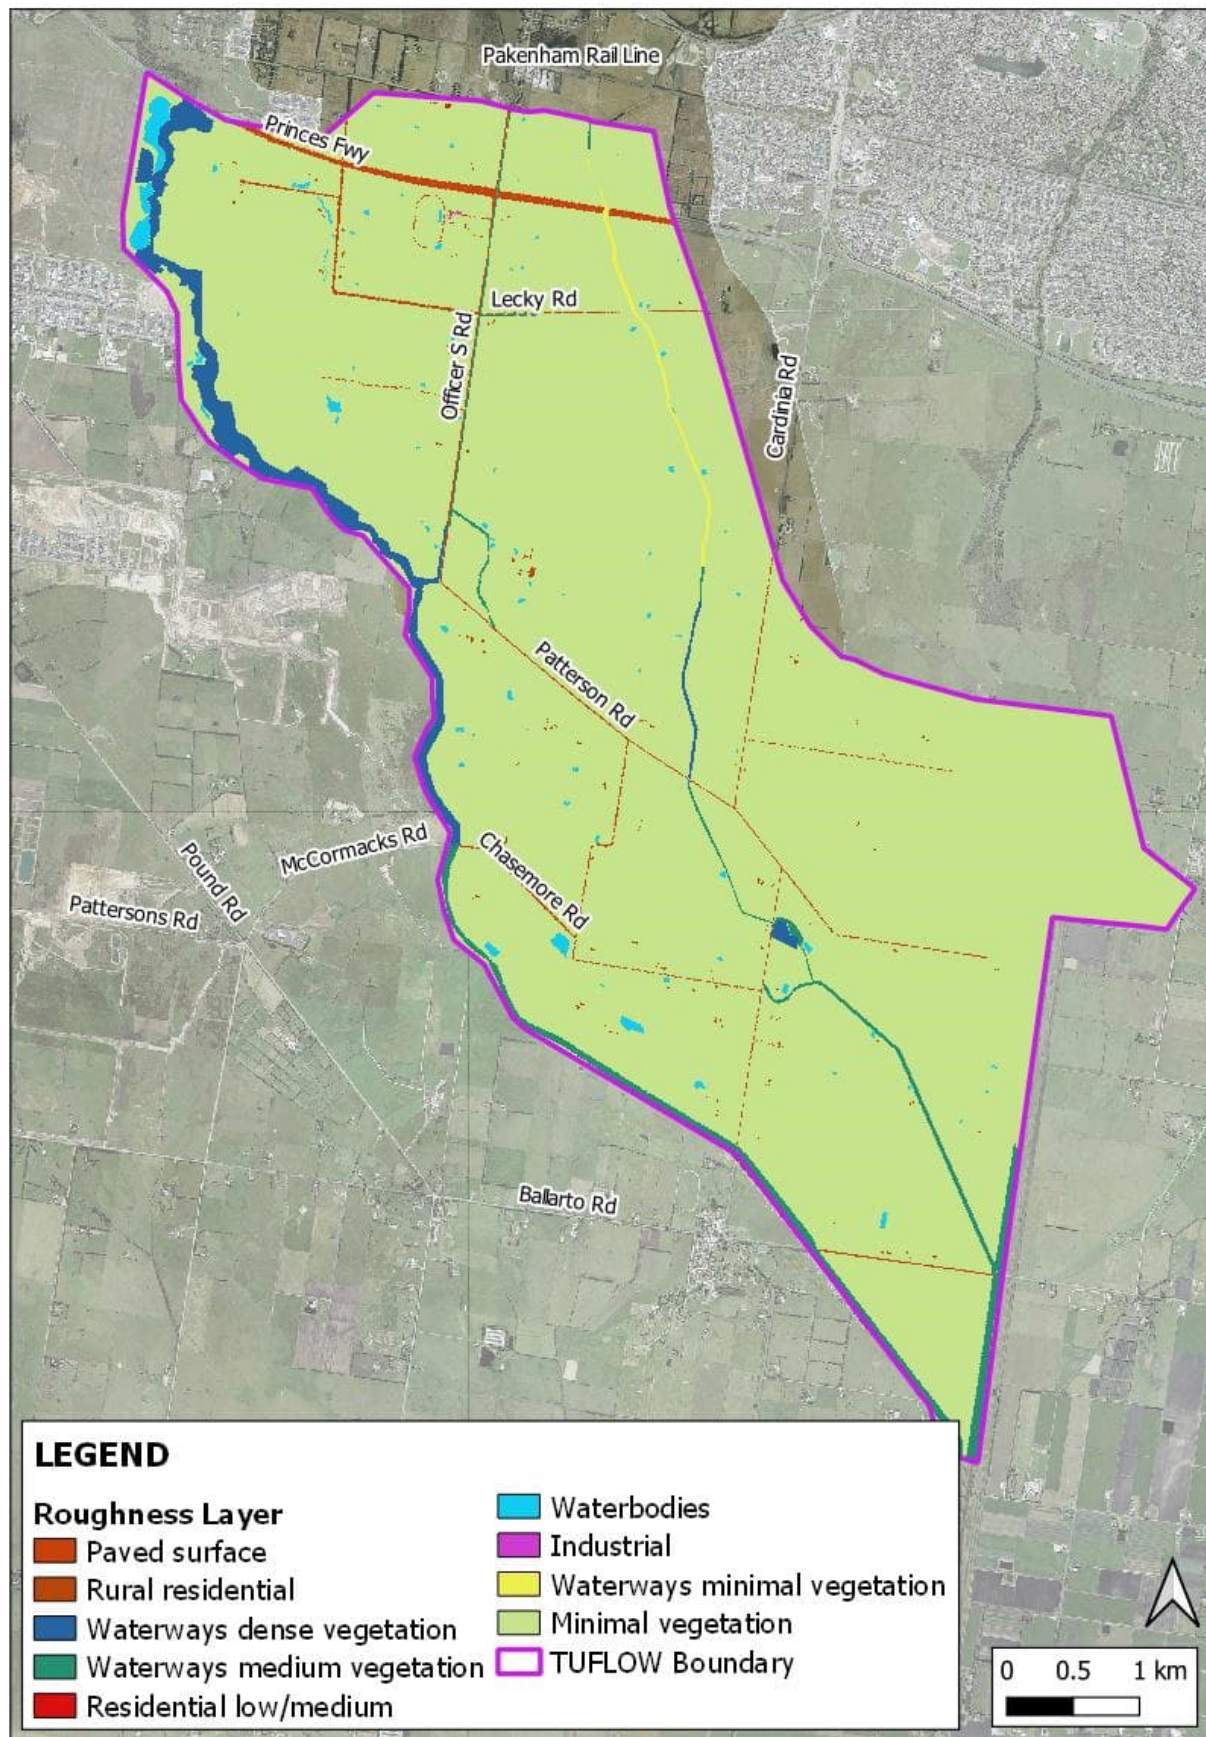 Pakenham Rail Line
Princes Fwy
Lecky Rd
Officer S Rd
Cardinia Rd
Patterson Rd
McCormacks Rd
Chasemore Rd
Pound Rd
Pattersons Rd
Ballarto Rd
LEGEND
Roughness Layer
Paved surface
Rural residential
Waterways dense vegetation
Waterways medium vegetation
Residential low/medium
Waterbodies
Industrial
Waterways minimal vegetation
Minimal vegetation
TUFLOW Boundary
0 0.5 1 km